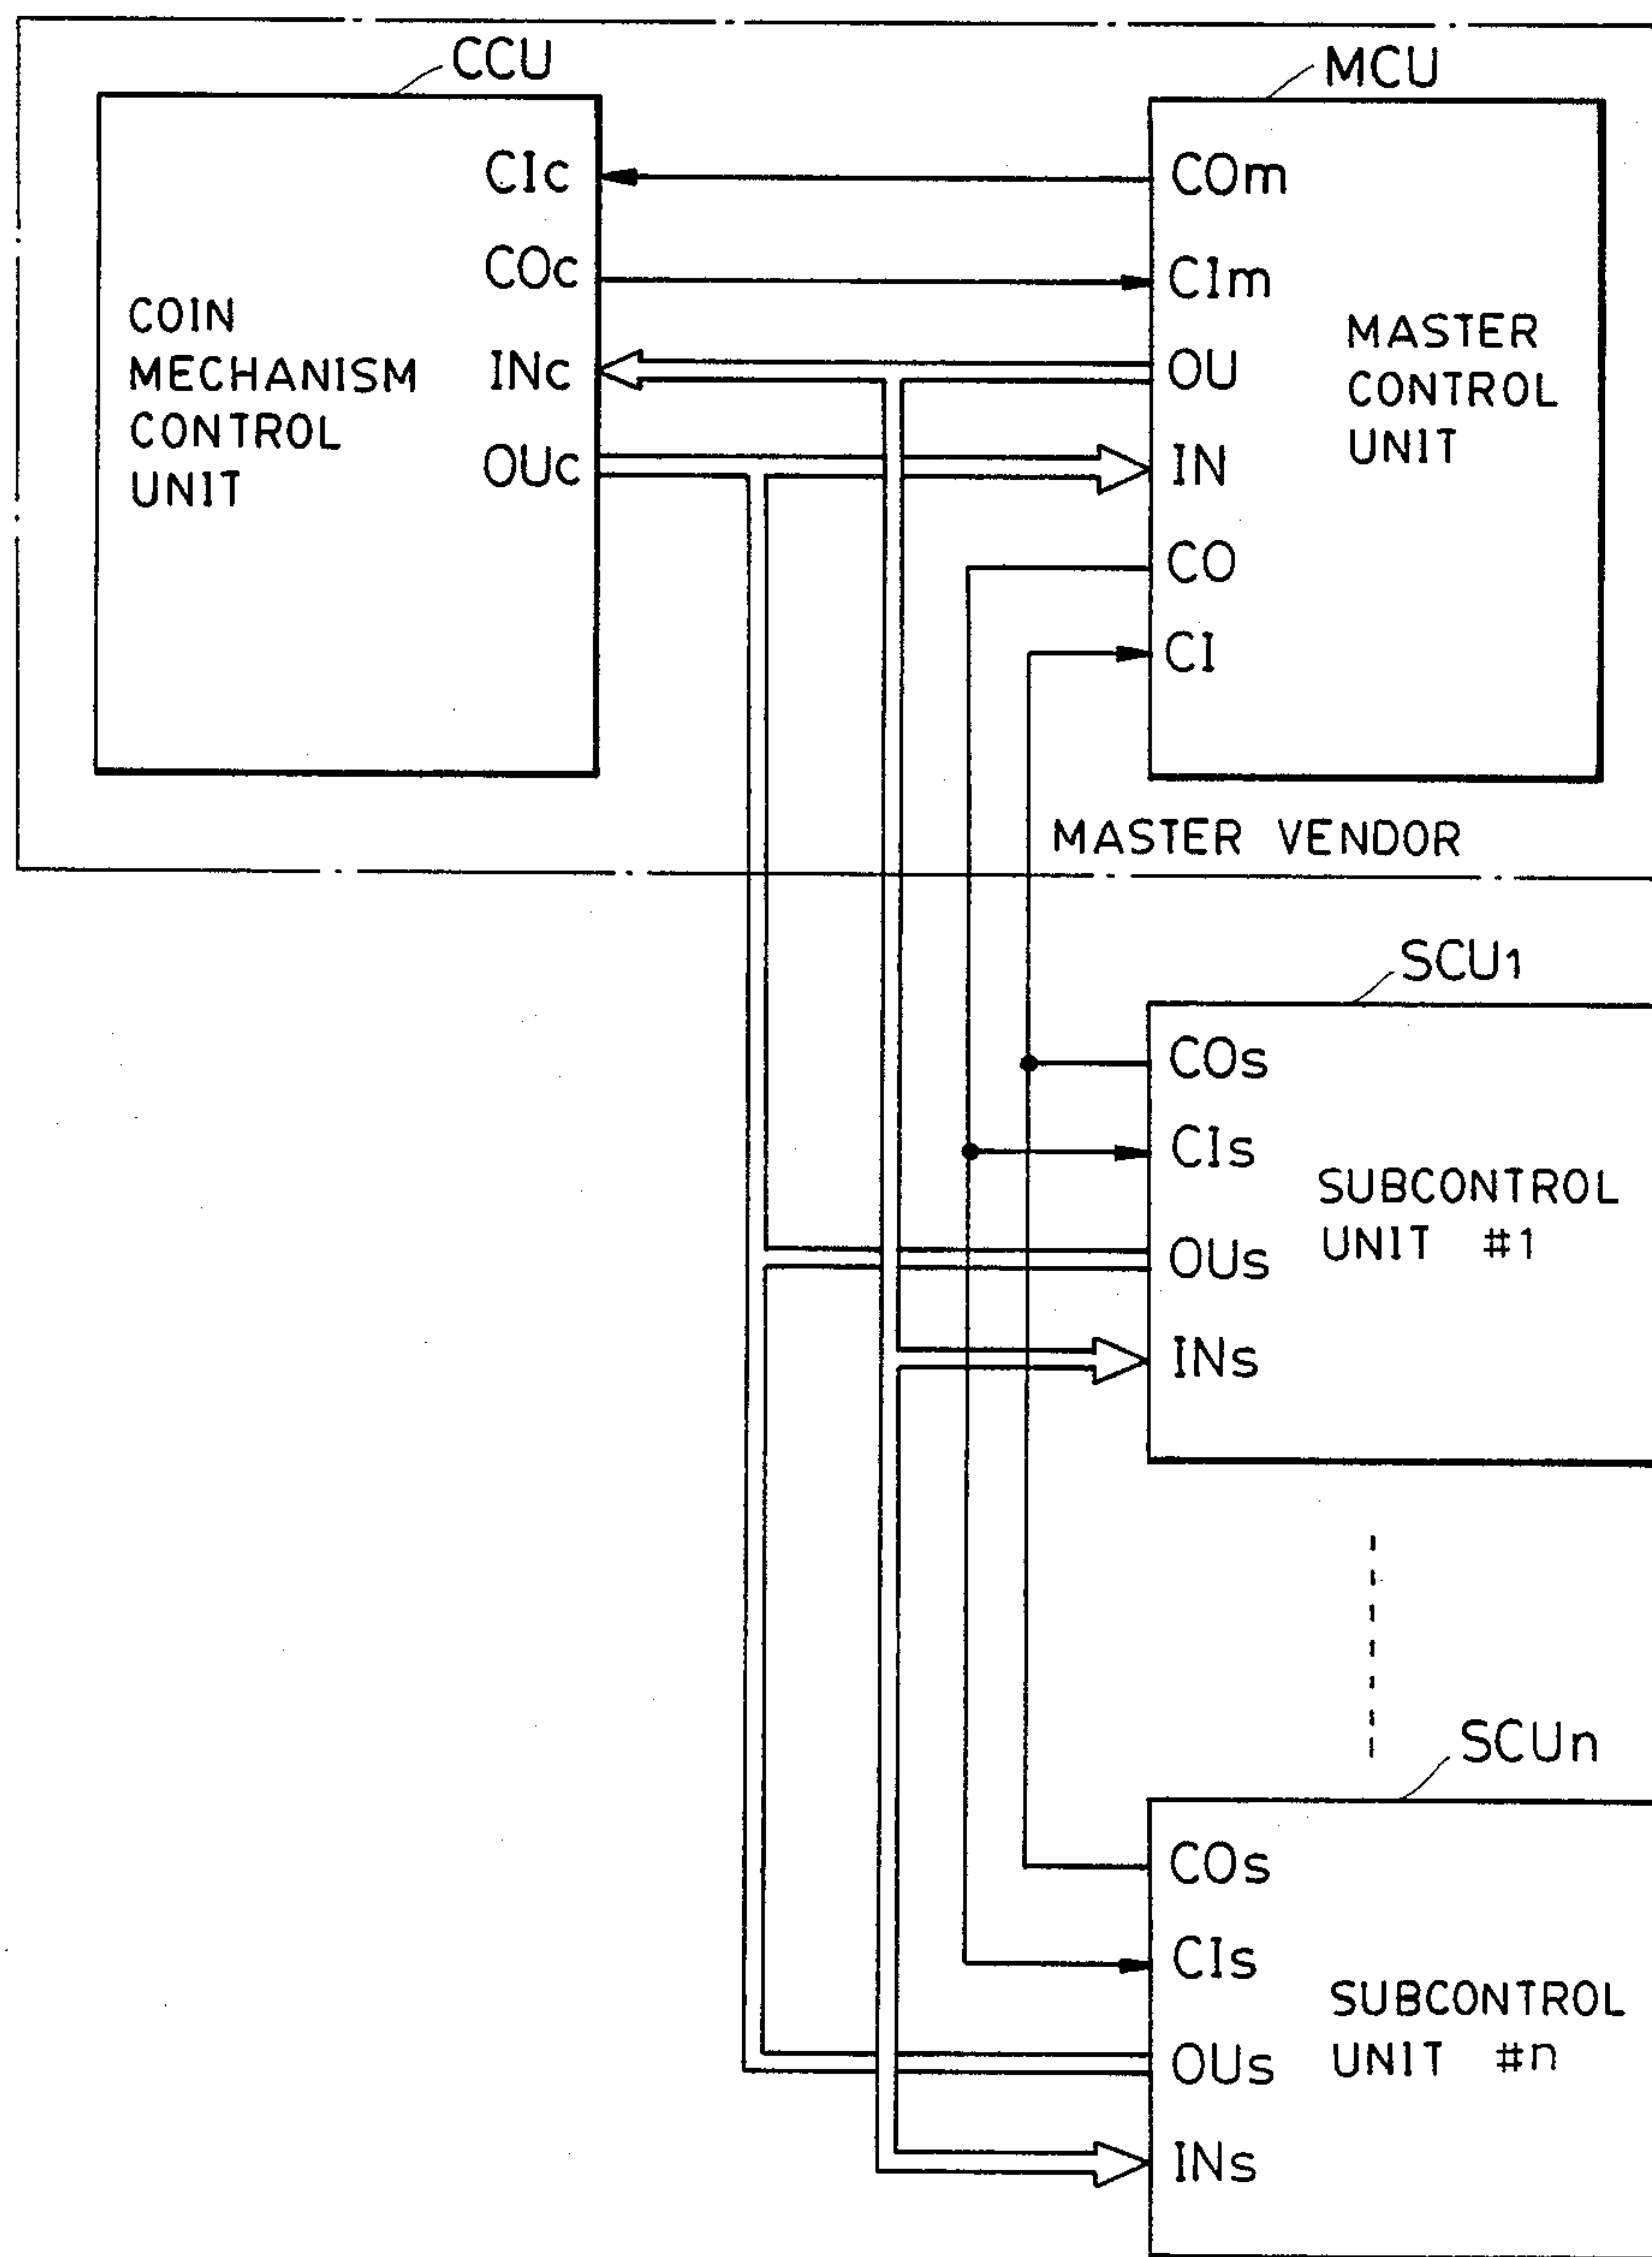 CCU
CIc
COc
INc
OUc
COIN
MECHANISM
CONTROL
UNIT
MCU
COm
CIm
OU
IN
CO
CI
MASTER
CONTROL
UNIT
MASTER VENDOR
SCU1
COs
CIs
OUs
INs
SUBCONTROL
UNIT #1
SCUn
COs
CIs
OUs
INs
SUBCONTROL
UNIT #n